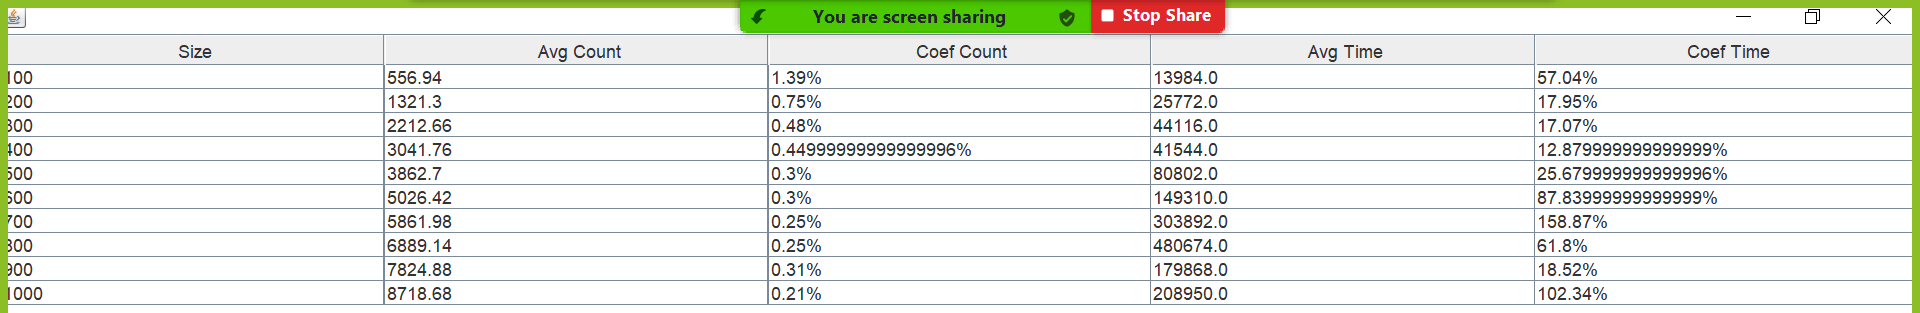 You are screen sharing Stop Share
Size Avg Count Coef Count Avg Time Coef Time
100 556.94 1.39% 13984.0 57.04%
200 1321.3 0.75% 25772.0 17.95%
300 2212.66 0.48% 44116.0 17.07%
400 3041.76 0.44999999999999996% 41544.0 12.879999999999999%
500 3862.7 0.3% 80802.0 25.679999999999996%
600 5026.42 0.3% 149310.0 87.83999999999999%
700 5861.98 0.25% 303892.0 158.87%
800 6889.14 0.25% 480674.0 61.8%
900 7824.88 0.31% 179868.0 18.52%
1000 8718.68 0.21% 208950.0 102.34%